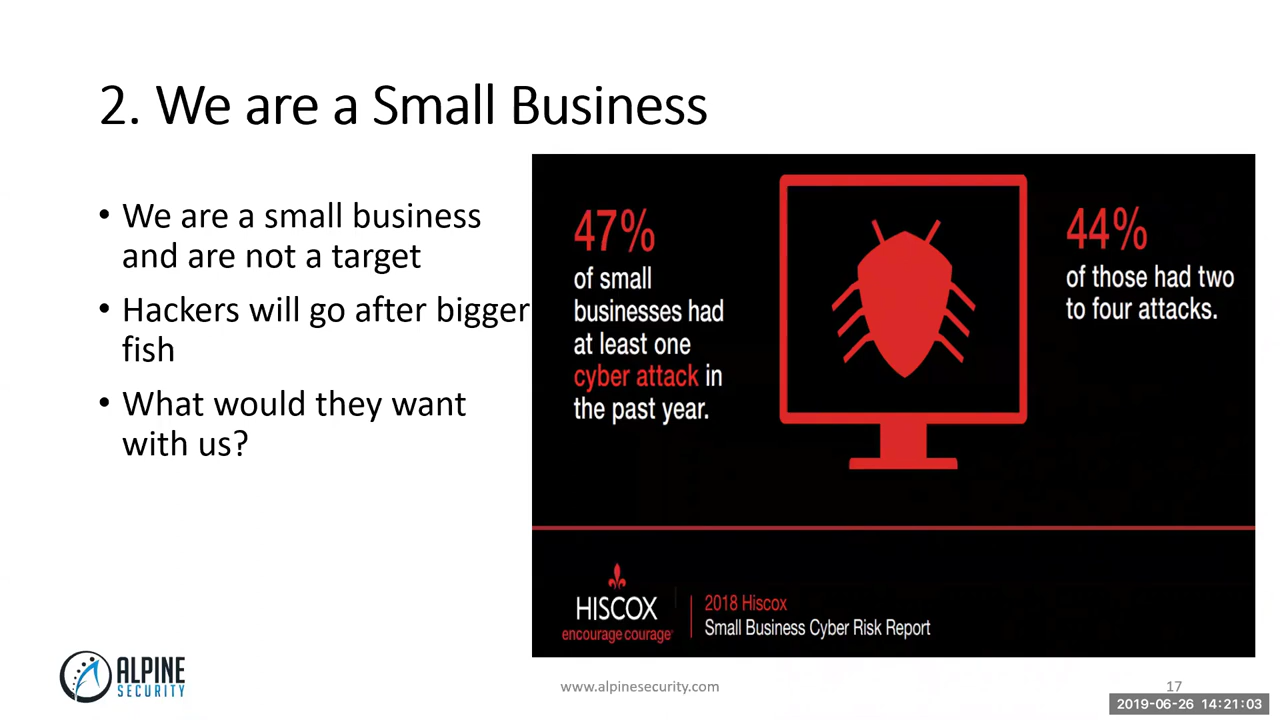 2. We are a Small Business
• We are a small business
and are not a target
• Hackers will go after bigger
fish
• What would they want
with us?
47%
of small
businesses had
at least one
cyber attack in
the past year.
44%
of those had two
to four attacks.
HISCOX
encourage courage®
2018 Hiscox
Small Business Cyber Risk Report
ALPINE
SECURITY
www.alpinesecurity.com
17
2019-06-26 14:21:03